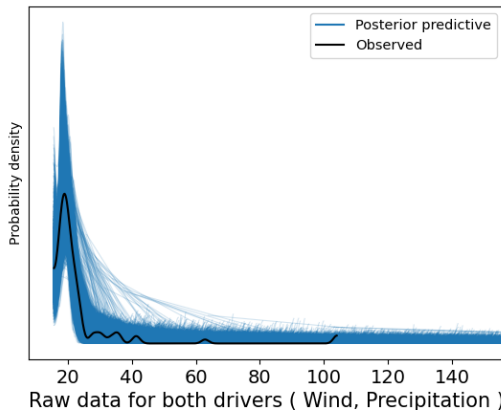 Posterior predictive
Observed
Probability density
20 40 60 80 100 120 140
Raw data for both drivers ( Wind, Precipitation )